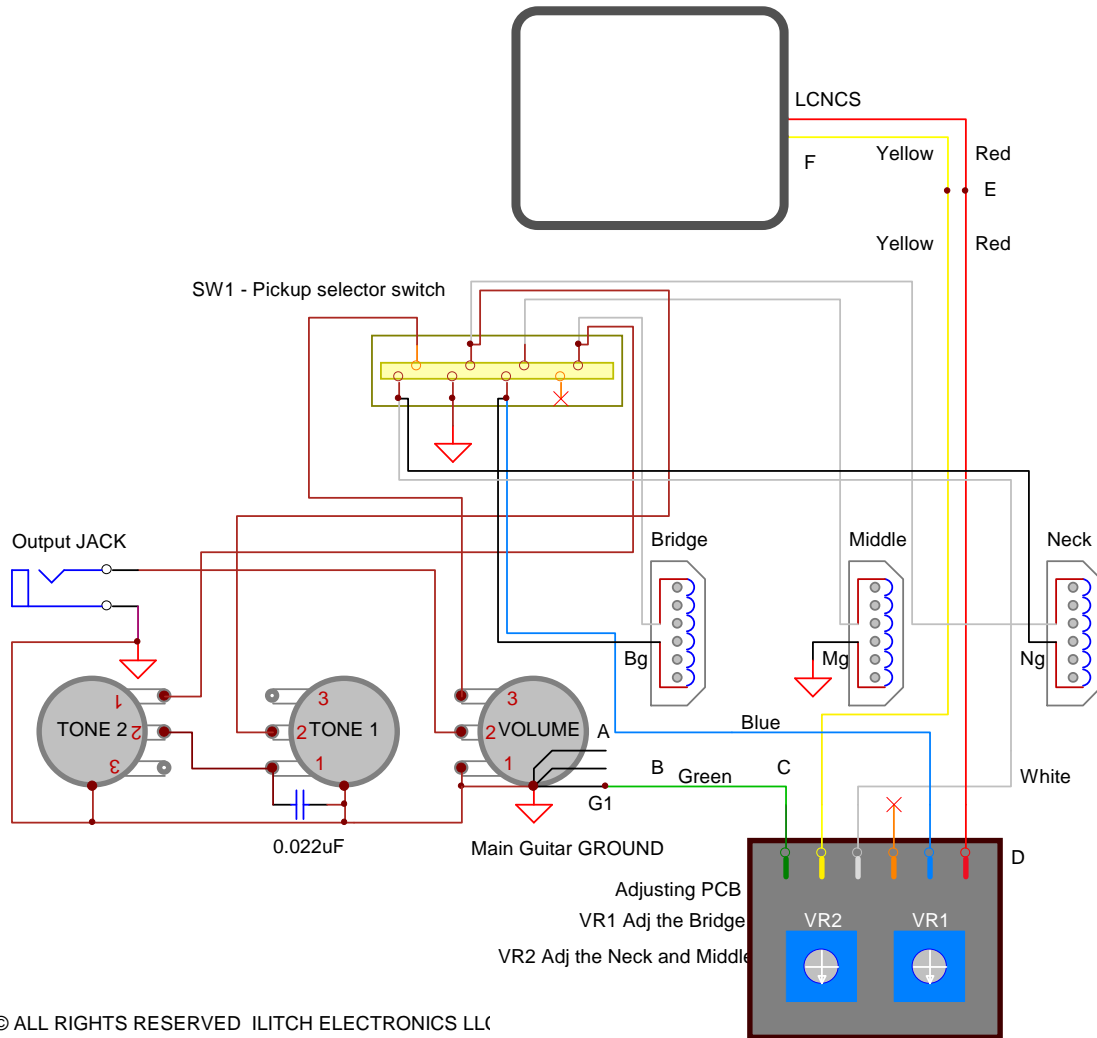 LCNCS
F
Yellow Red
E
Yellow Red
SW1 - Pickup selector switch
Output JACK
Bridge
Middle
Neck
Bg
Mg
Ng
TONE 2
1
2
3
TONE 1
3
2
1
VOLUME
3
2
1
A
B
Green
C
G1
Blue
White
0.022uF
Main Guitar GROUND
D
Adjusting PCB
VR1 Adj the Bridge
VR2 Adj the Neck and Middle
VR2
VR1
© ALL RIGHTS RESERVED ILITCH ELECTRONICS LLC